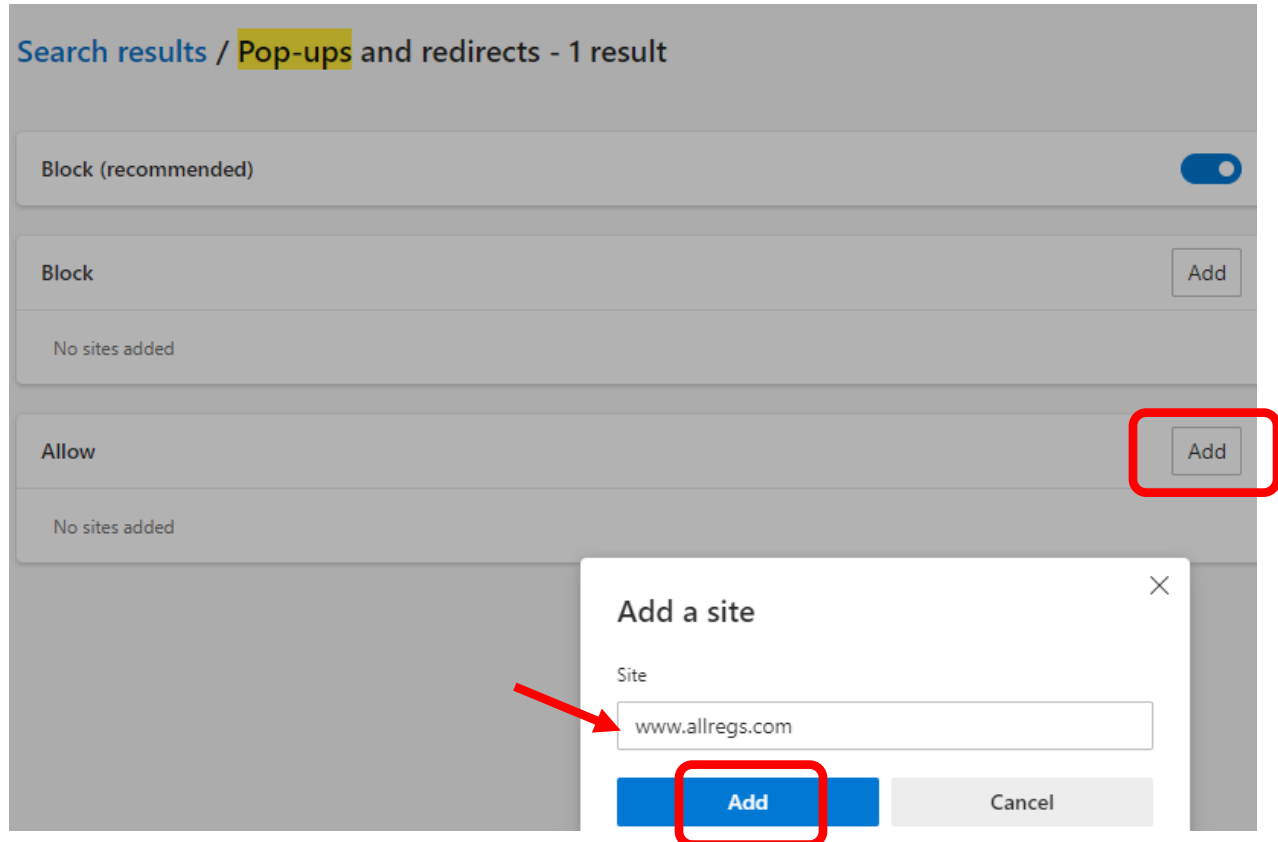 Search results / Pop-ups and redirects - 1 result
Block (recommended)
Block
Add
No sites added
Allow
Add
No sites added
Add a site
Site
www.allregs.com
Add
Cancel